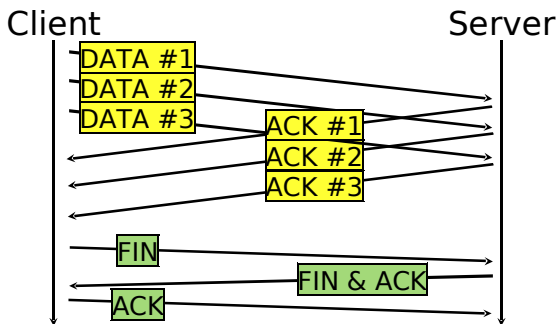 Client
Server
DATA #1
DATA #2
DATA #3
ACK #1
ACK #2
ACK #3
FIN
FIN & ACK
ACK